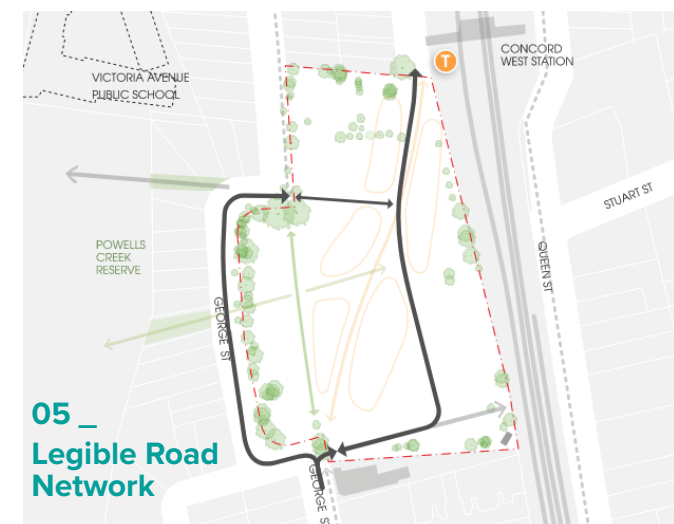 T
CONCORD
WEST STATION
VICTORIA AVENUE
PUBLIC SCHOOL
STUART ST
POWELLS
CREEK
RESERVE
QUEEN ST
GEORGE ST
05 _
Legible Road
Network
GEORGE S